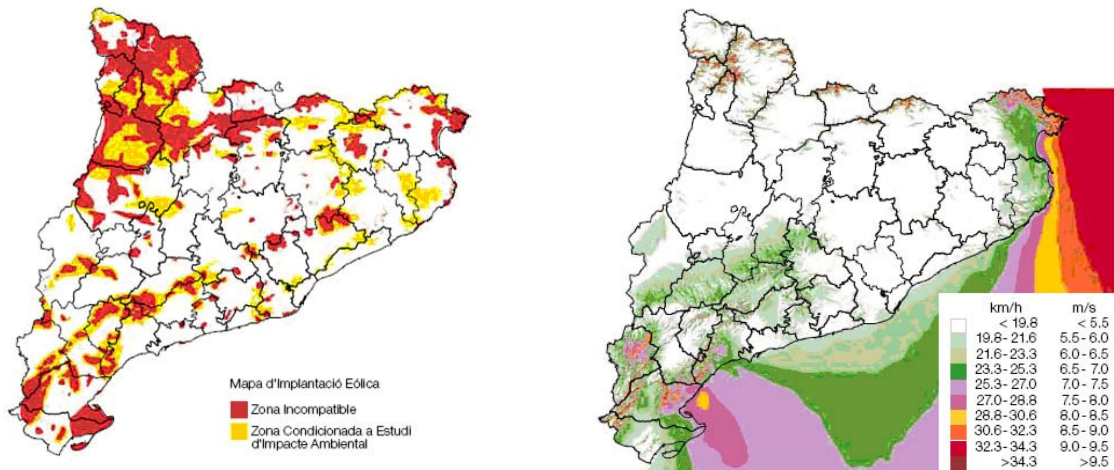 Mapa d'Implantació Eòlica
Zona Incompatible
Zona Condicionada a Estudi
d'Impacte Ambiental
km/h m/s
< 19.8 < 5.5
19.8 - 21.6 5.5 - 6.0
21.6 - 23.3 6.0 - 6.5
23.3 - 25.3 6.5 - 7.0
25.3 - 27.0 7.0 - 7.5
27.0 - 28.8 7.5 - 8.0
28.8 - 30.6 8.0 - 8.5
30.6 - 32.3 8.5 - 9.0
32.3 - 34.3 9.0 - 9.5
>34.3 >9.5